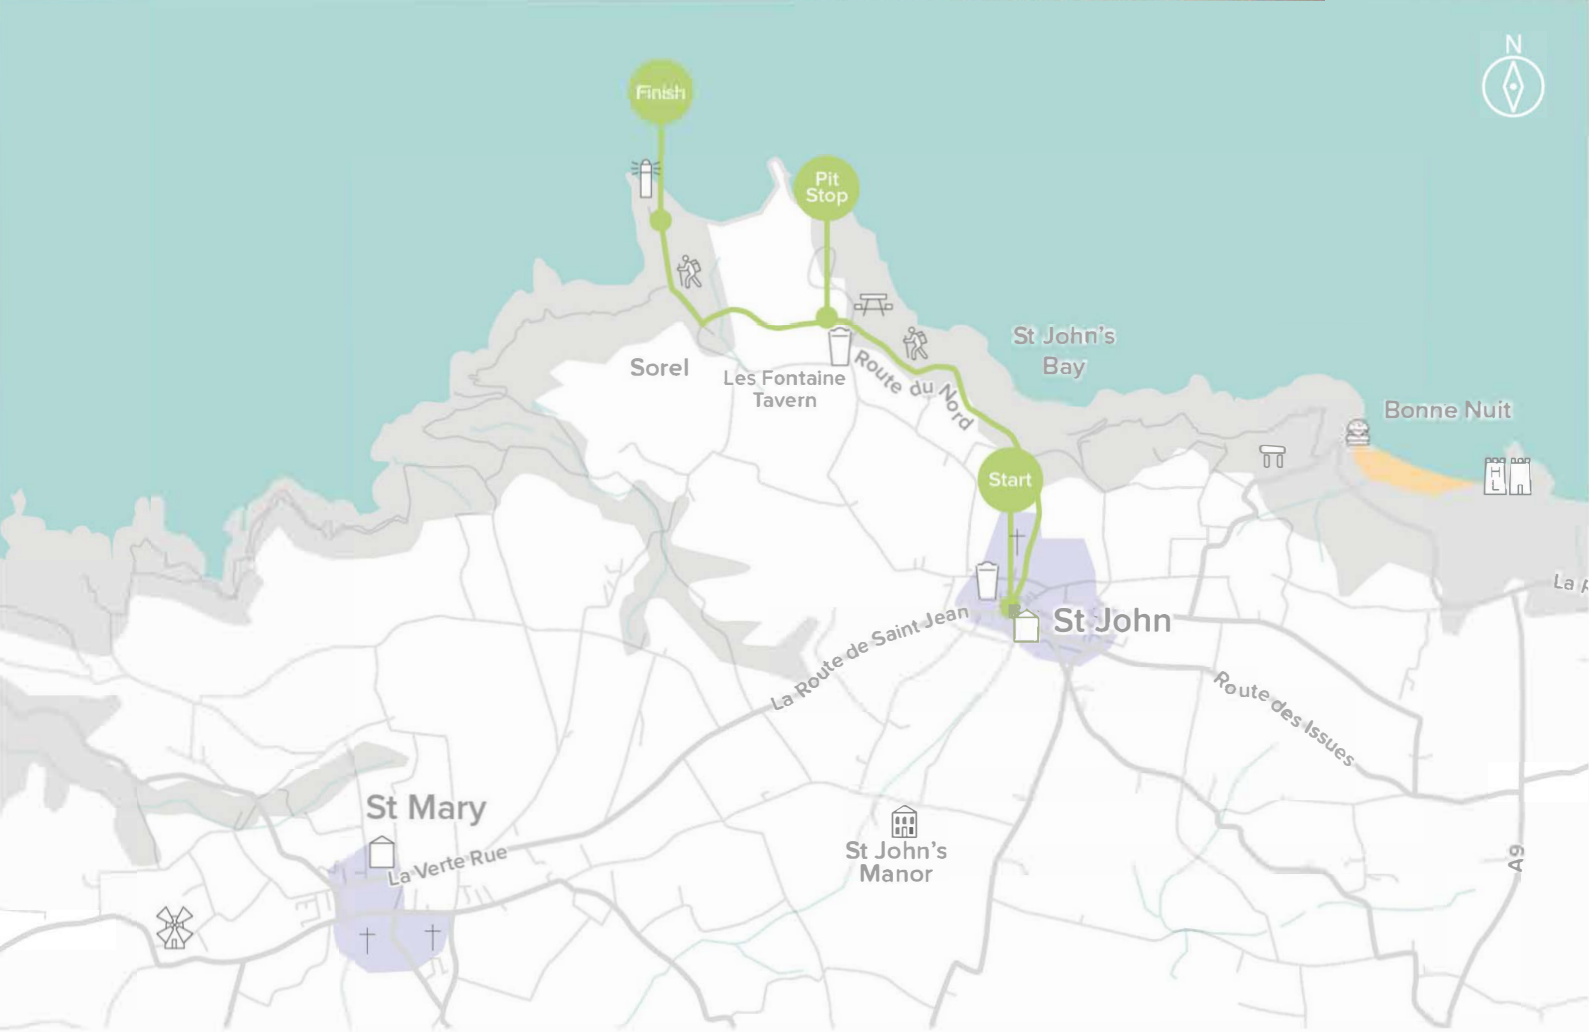 N
Finish
Pit
Stop
St John's
Bay
Sorel
Les Fontaine
Tavern
Route du Nord
Bonne Nuit
Start
St John
La Route de Saint Jean
Route des Issues
St Mary
La Verte Rue
St John's
Manor
A9
La